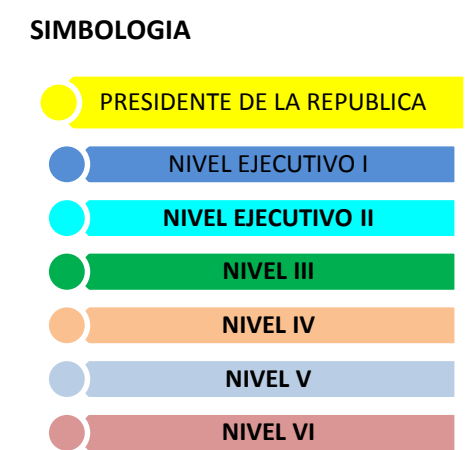 SIMBOLOGIA
PRESIDENTE DE LA REPUBLICA
NIVEL EJECUTIVO I
NIVEL EJECUTIVO II
NIVEL III
NIVEL IV
NIVEL V
NIVEL VI